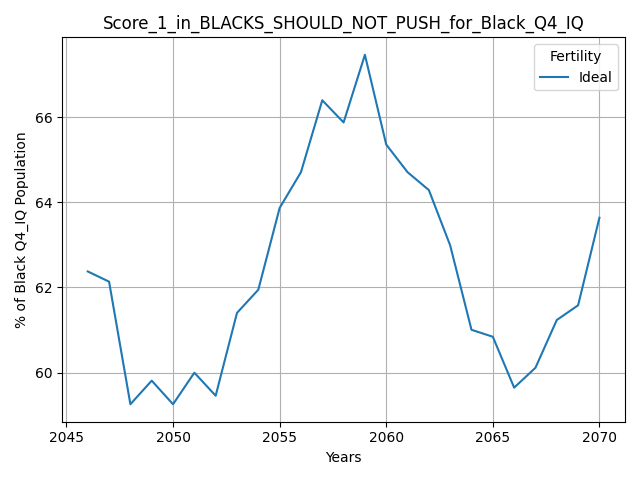 Score_1_in_BLACKS_SHOULD_NOT_PUSH_for_Black_Q4_IQ
Fertility
Ideal
% of Black Q4_IQ Population
66
64
62
60
2045
2050
2055
2060
2065
2070
Years